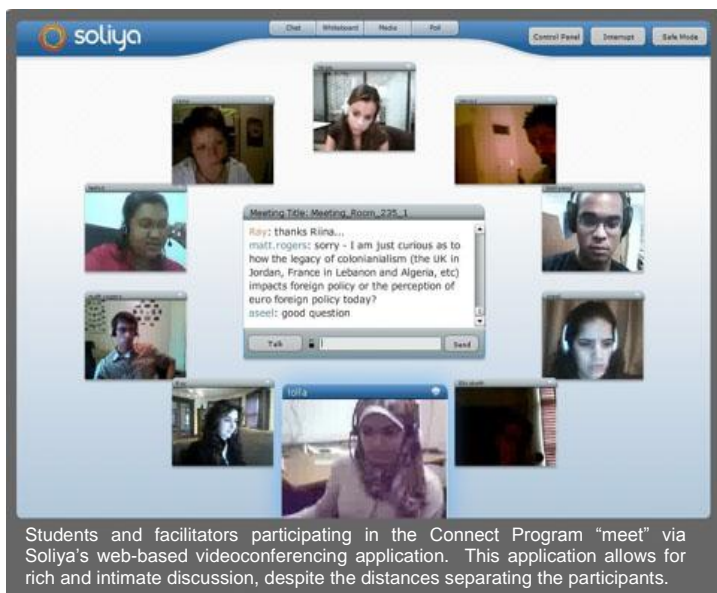 soliya
Chat Whiteboard Media Poll
Control Panel Interrupt Safe Mode
Meeting Title: Meeting_Room_235_1
Ray: thanks Riina...
matt.rogers: sorry - I am just curious as to
how the legacy of colonianialism (the UK in
Jordan, France in Lebanon and Algeria, etc)
impacts foreign policy or the perception of
euro foreign policy today?
aseel: good question
Talk Send
lolla
Students and facilitators participating in the Connect Program “meet” via
Soliya’s web-based videoconferencing application. This application allows for
rich and intimate discussion, despite the distances separating the participants.